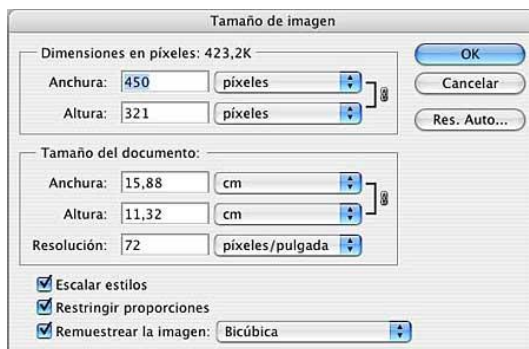 Tamaño de imagen
Dimensiones en píxeles: 423,2K
OK
Anchura: 450 píxeles
Cancelar
Altura: 321 píxeles
Res. Auto...
Tamaño del documento:
Anchura: 15,88 cm
Altura: 11,32 cm
Resolución: 72 píxeles/pulgada
Escalar estilos
Restringir proporciones
Remuestrear la imagen: Bicúbica